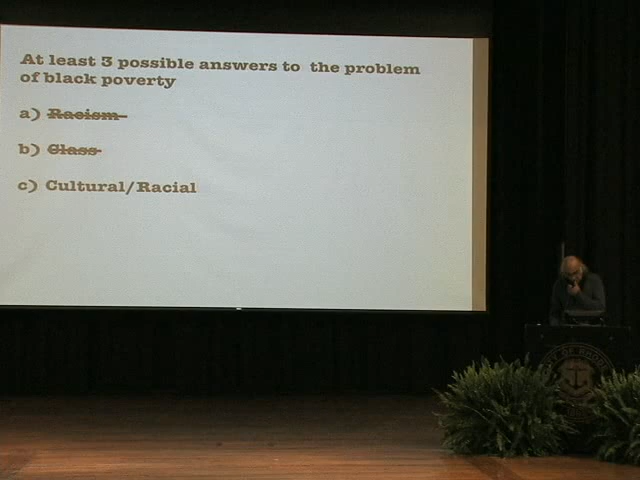 At least 3 possible answers to the problem
of black poverty
a) Racism
b) Class
c) Cultural/Racial